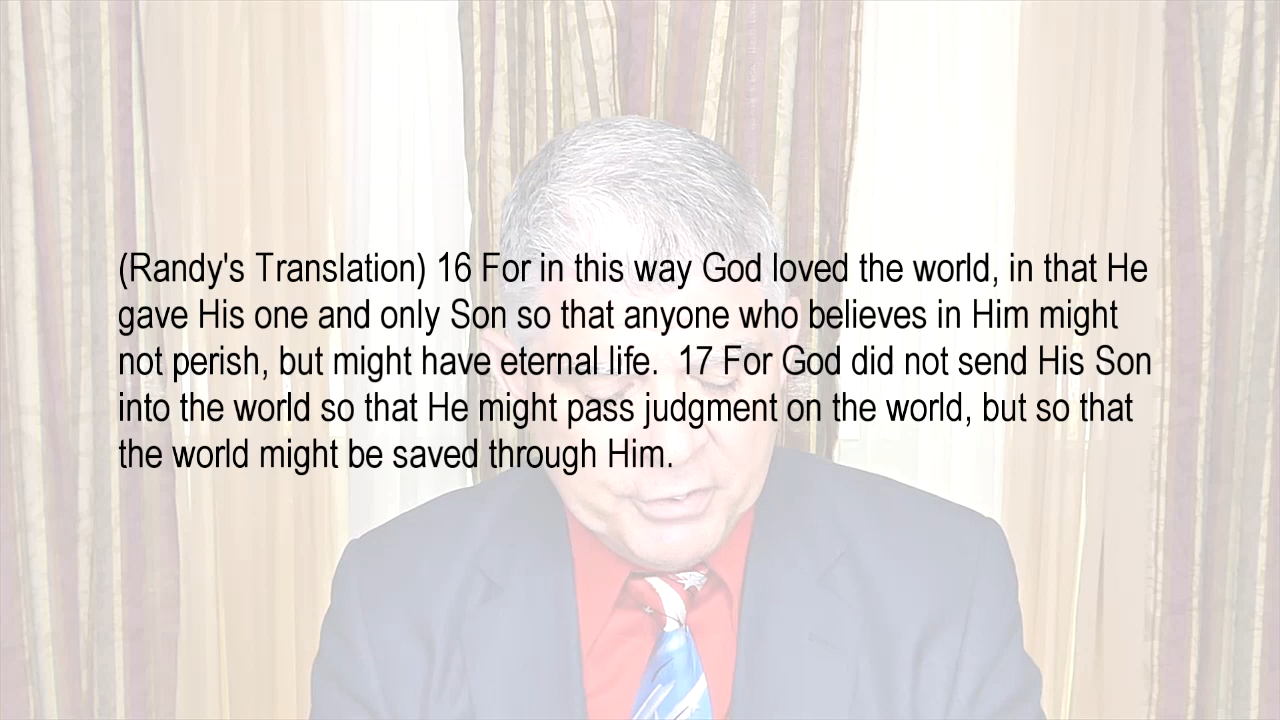 (Randy's Translation) 16 For in this way God loved the world, in that He
gave His one and only Son so that anyone who believes in Him might
not perish, but might have eternal life.  17 For God did not send His Son
into the world so that He might pass judgment on the world, but so that
the world might be saved through Him.